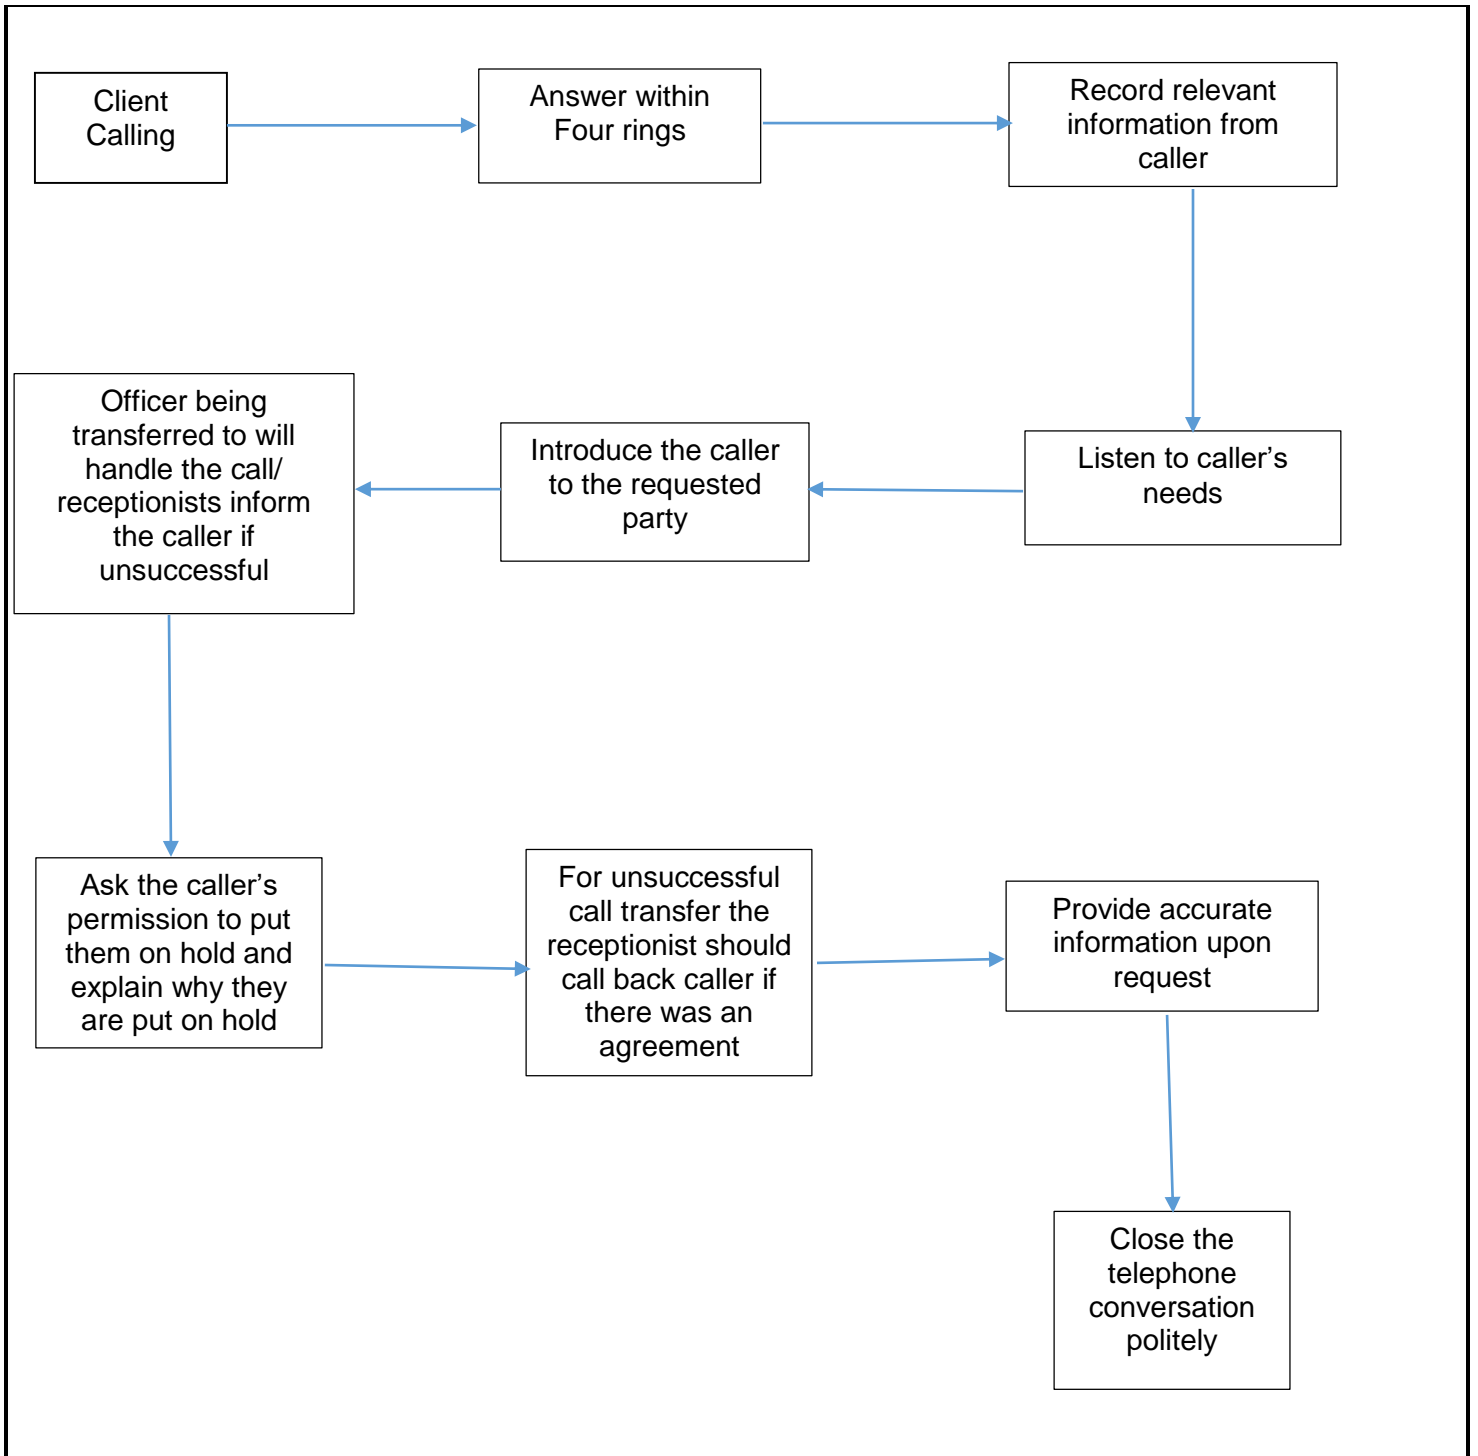 Client
Calling
Answer within
Four rings
Record relevant
information from
caller
Listen to caller’s
needs
Introduce the caller
to the requested
party
Officer being
transferred to will
handle the call/
receptionists inform
the caller if
unsuccessful
Ask the caller’s
permission to put
them on hold and
explain why they
are put on hold
For unsuccessful
call transfer the
receptionist should
call back caller if
there was an
agreement
Provide accurate
information upon
request
Close the
telephone
conversation
politely